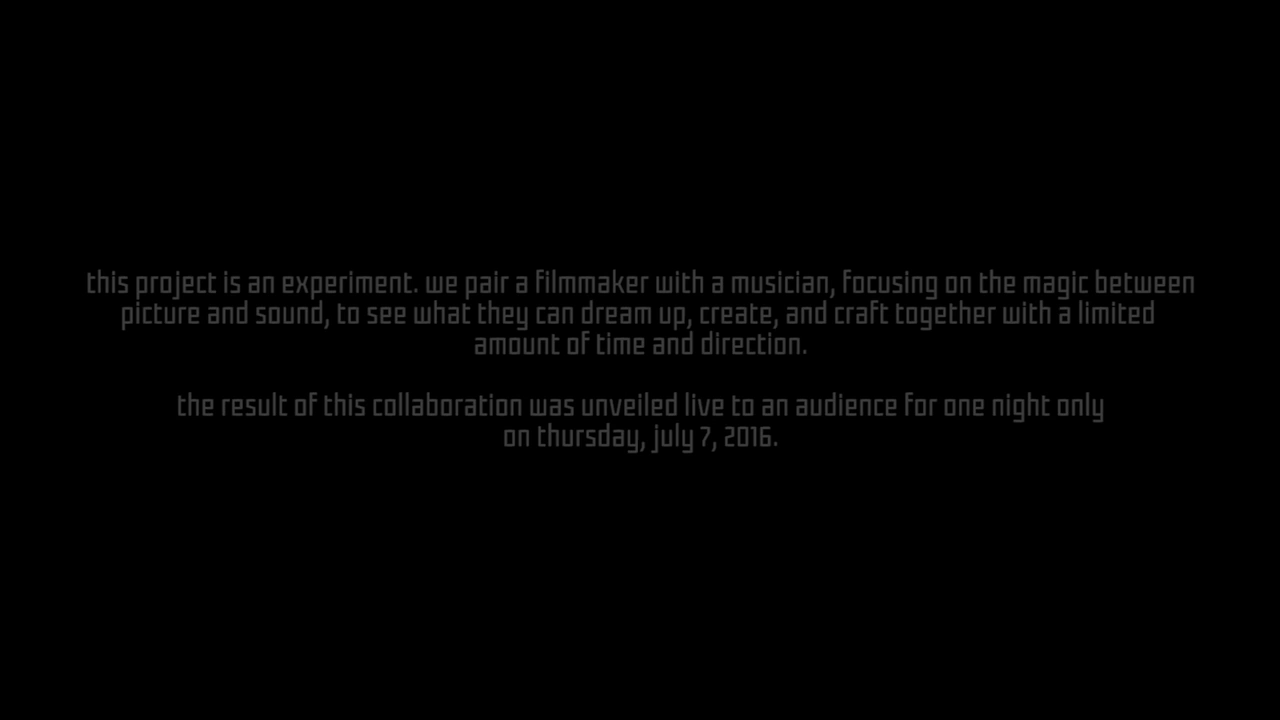 this project is an experiment. we pair a filmmaker with a musician, focusing on the magic between
picture and sound, to see what they can dream up, create, and craft together with a limited
amount of time and direction.
the result of this collaboration was unveiled live to an audience for one night only
on thursday, july 7, 2016.